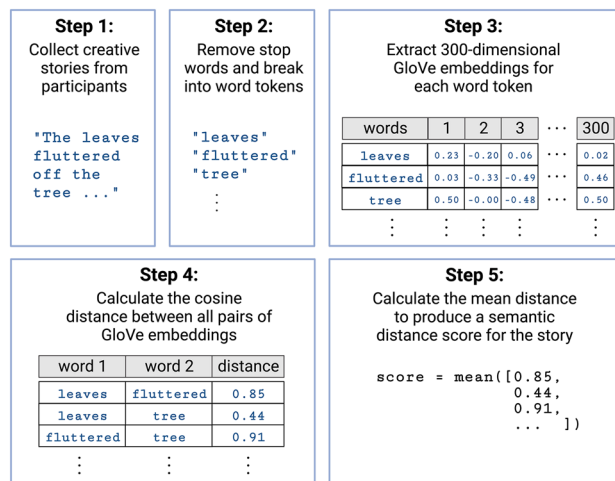 Step 1:
Collect creative
stories from
participants
"The leaves
fluttered
off the
tree ..."
Step 2:
Remove stop
words and break
into word tokens
"leaves"
"fluttered"
"tree"
⋮
Step 3:
Extract 300-dimensional
GloVe embeddings for
each word token
words 1 2 3 ... 300
leaves 0.23 -0.20 0.06 ... 0.02
fluttered 0.03 -0.33 -0.49 ... 0.46
tree 0.50 -0.00 -0.48 ... 0.50
⋮ ⋮ ⋮ ⋮ ⋮
Step 4:
Calculate the cosine
distance between all pairs of
GloVe embeddings
word 1 word 2 distance
leaves fluttered 0.85
leaves tree 0.44
fluttered tree 0.91
⋮ ⋮ ⋮
Step 5:
Calculate the mean distance
to produce a semantic
distance score for the story
score = mean([0.85,
0.44,
0.91,
... ])